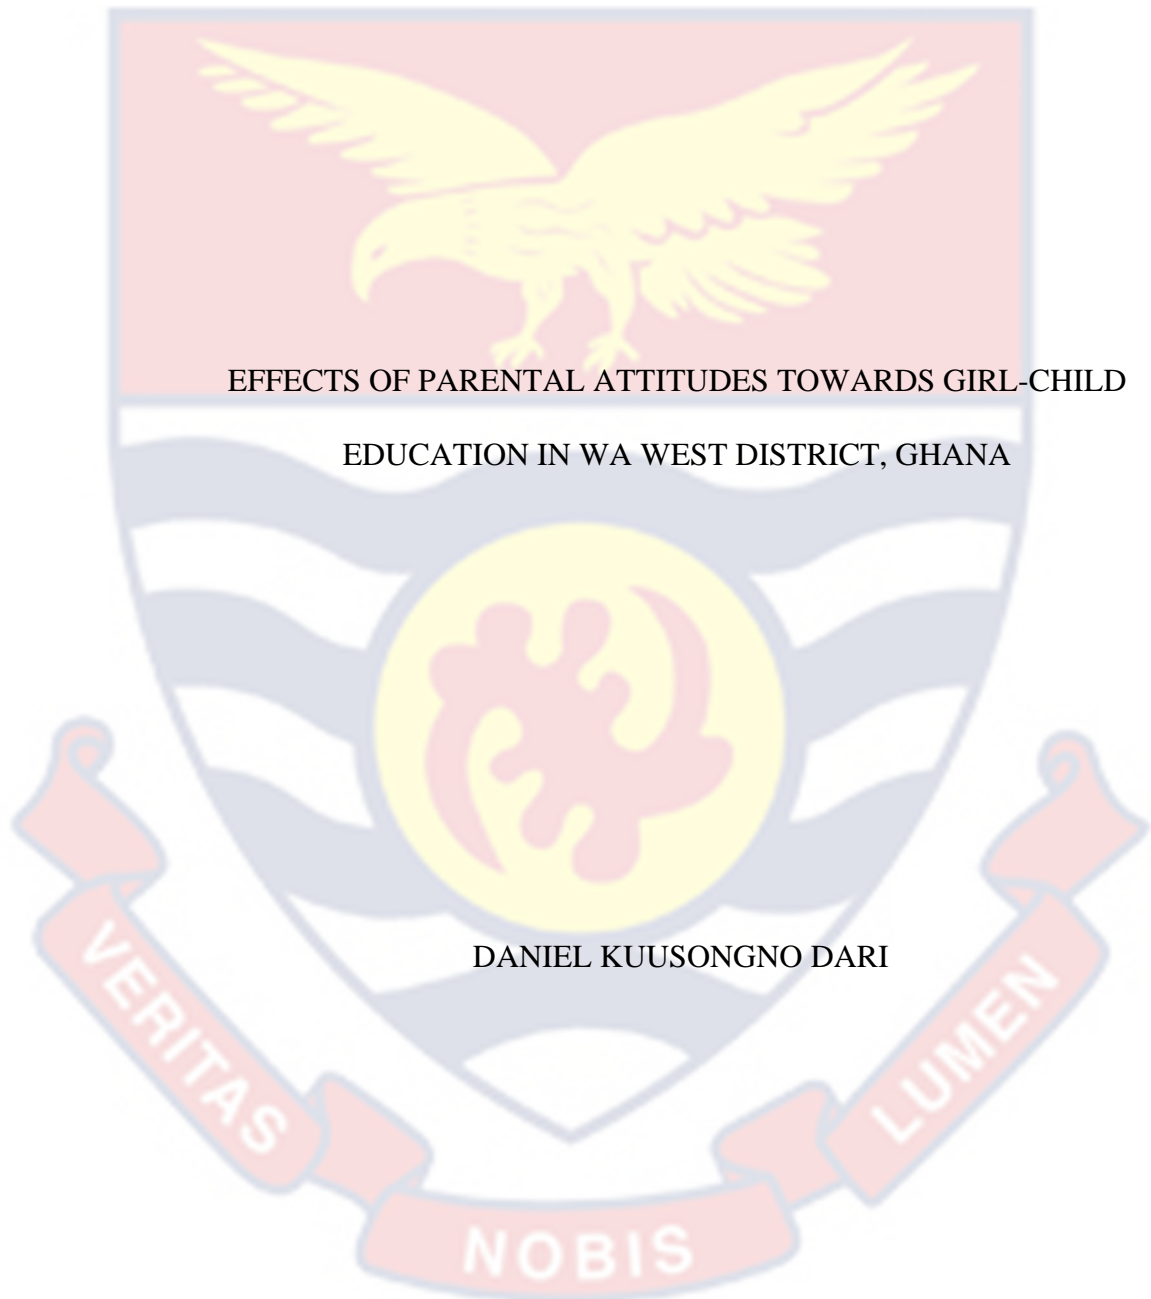 EFFECTS OF PARENTAL ATTITUDES TOWARDS GIRL-CHILD
EDUCATION IN WA WEST DISTRICT, GHANA
DANIEL KUUSONGNO DARI
VERITAS
NOBIS
LUMEN